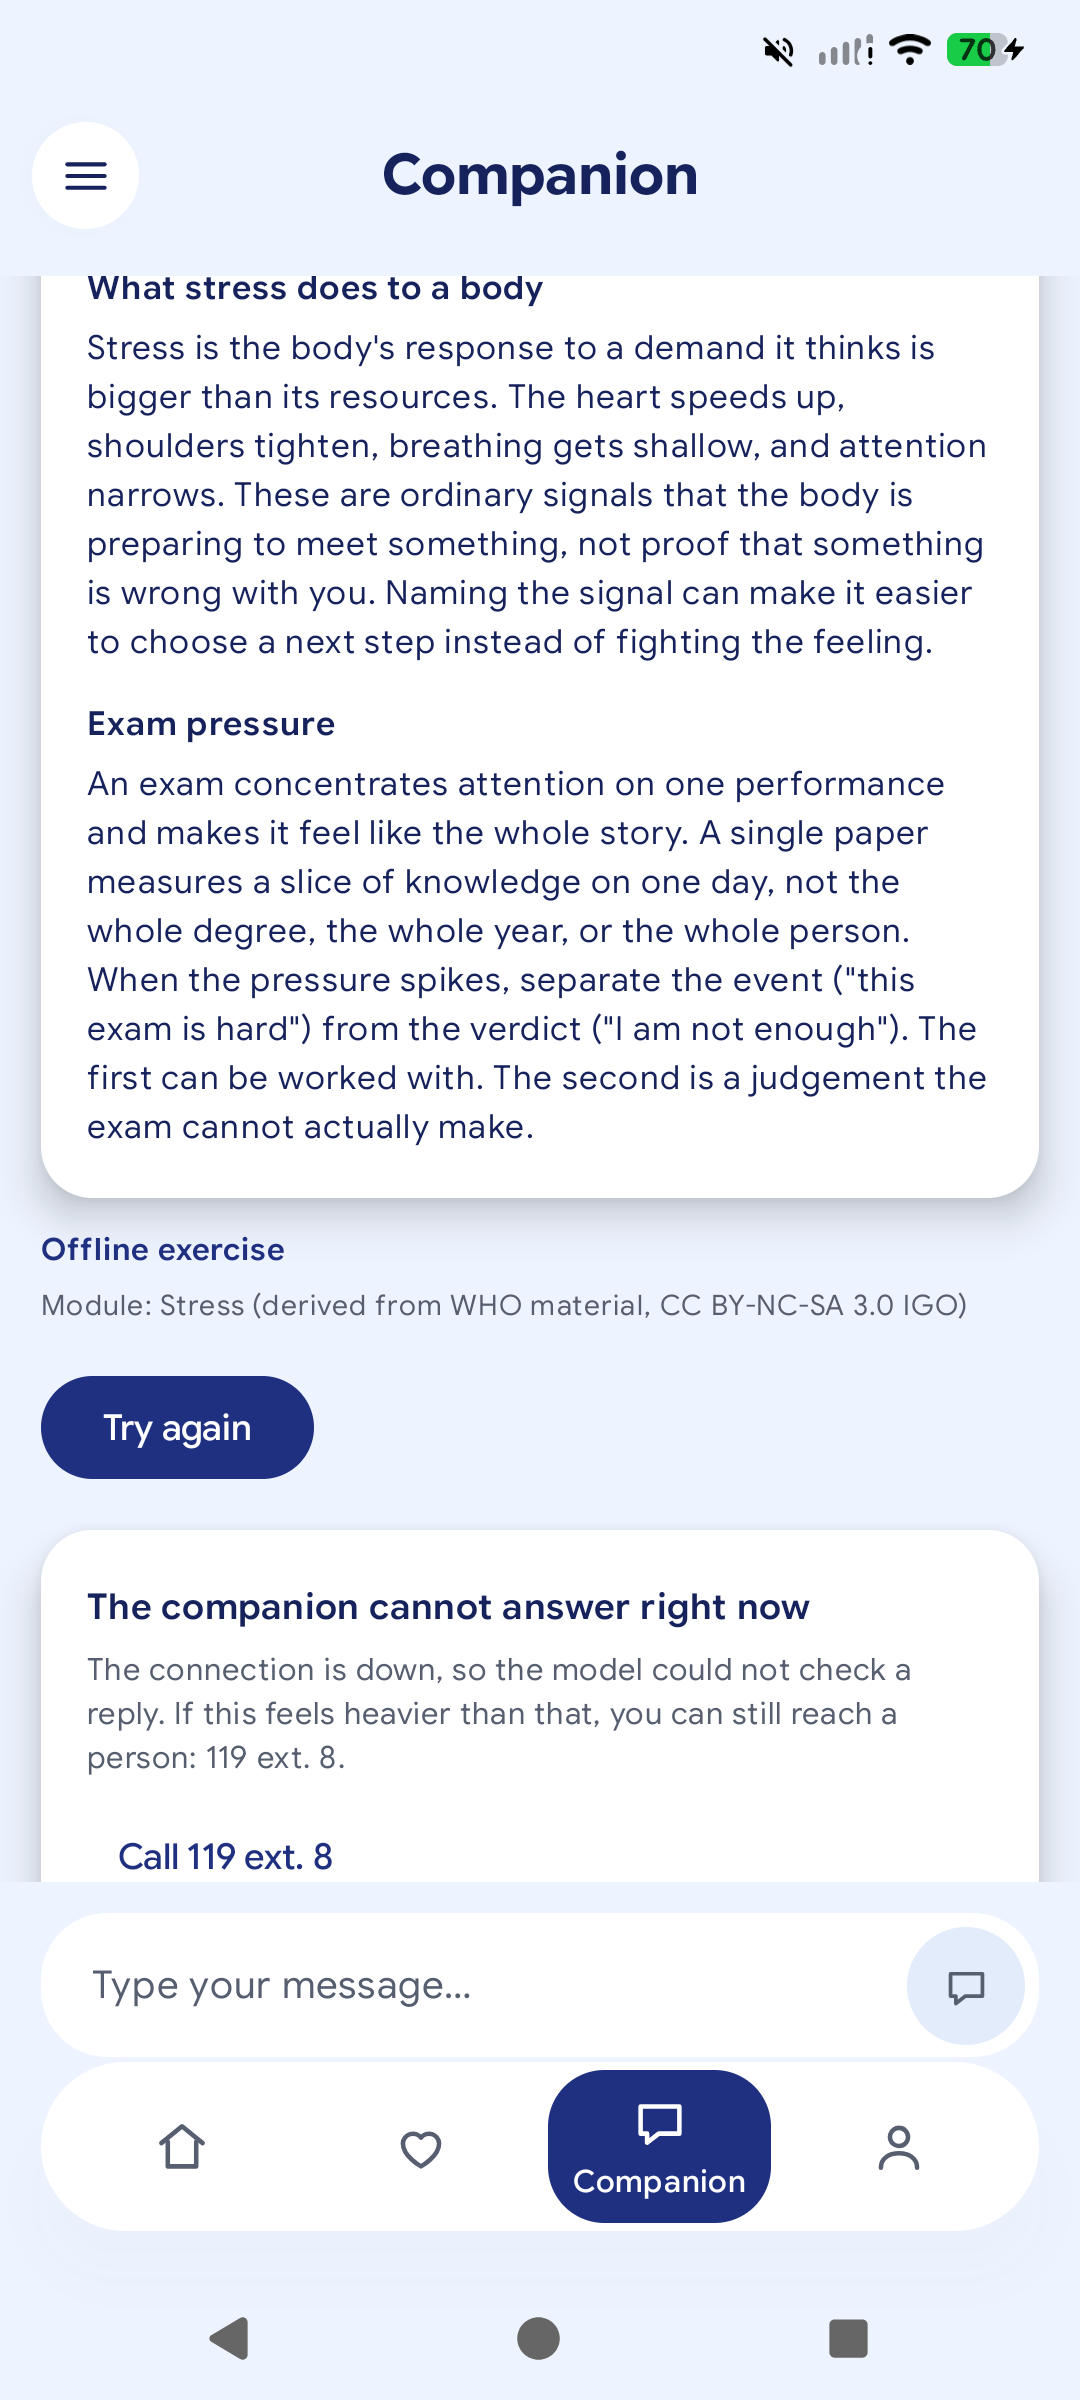 70
Companion
What stress does to a body
Stress is the body's response to a demand it thinks is
bigger than its resources. The heart speeds up,
shoulders tighten, breathing gets shallow, and attention
narrows. These are ordinary signals that the body is
preparing to meet something, not proof that something
is wrong with you. Naming the signal can make it easier
to choose a next step instead of fighting the feeling.
Exam pressure
An exam concentrates attention on one performance
and makes it feel like the whole story. A single paper
measures a slice of knowledge on one day, not the
whole degree, the whole year, or the whole person.
When the pressure spikes, separate the event ("this
exam is hard") from the verdict ("I am not enough"). The
first can be worked with. The second is a judgement the
exam cannot actually make.
Offline exercise
Module: Stress (derived from WHO material, CC BY-NC-SA 3.0 IGO)
Try again
The companion cannot answer right now
The connection is down, so the model could not check a
reply. If this feels heavier than that, you can still reach a
person: 119 ext. 8.
Call 119 ext. 8
Type your message...
Companion